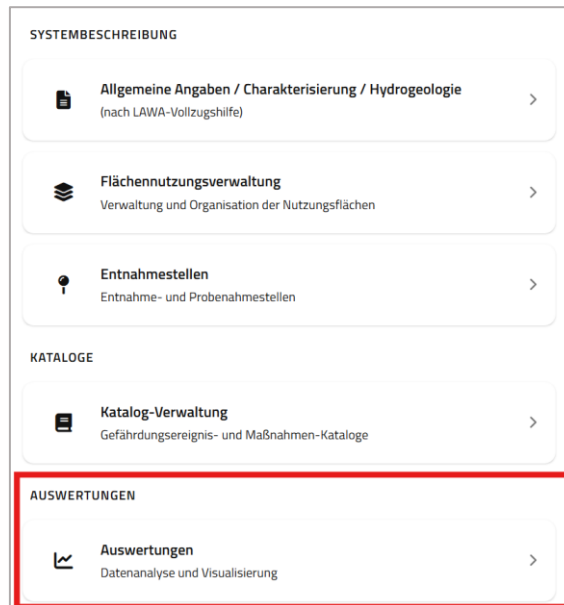 SYSTEMBESCHREIBUNG
Allgemeine Angaben / Charakterisierung / Hydrogeologie
(nach LAWA-Vollzugshilfe)
Flächennutzungsverwaltung
Verwaltung und Organisation der Nutzungsflächen
Entnahmestellen
Entnahme- und Probenahmestellen
KATALOGE
Katalog-Verwaltung
Gefährdungsereignis- und Maßnahmen-Kataloge
AUSWERTUNGEN
Auswertungen
Datenanalyse und Visualisierung